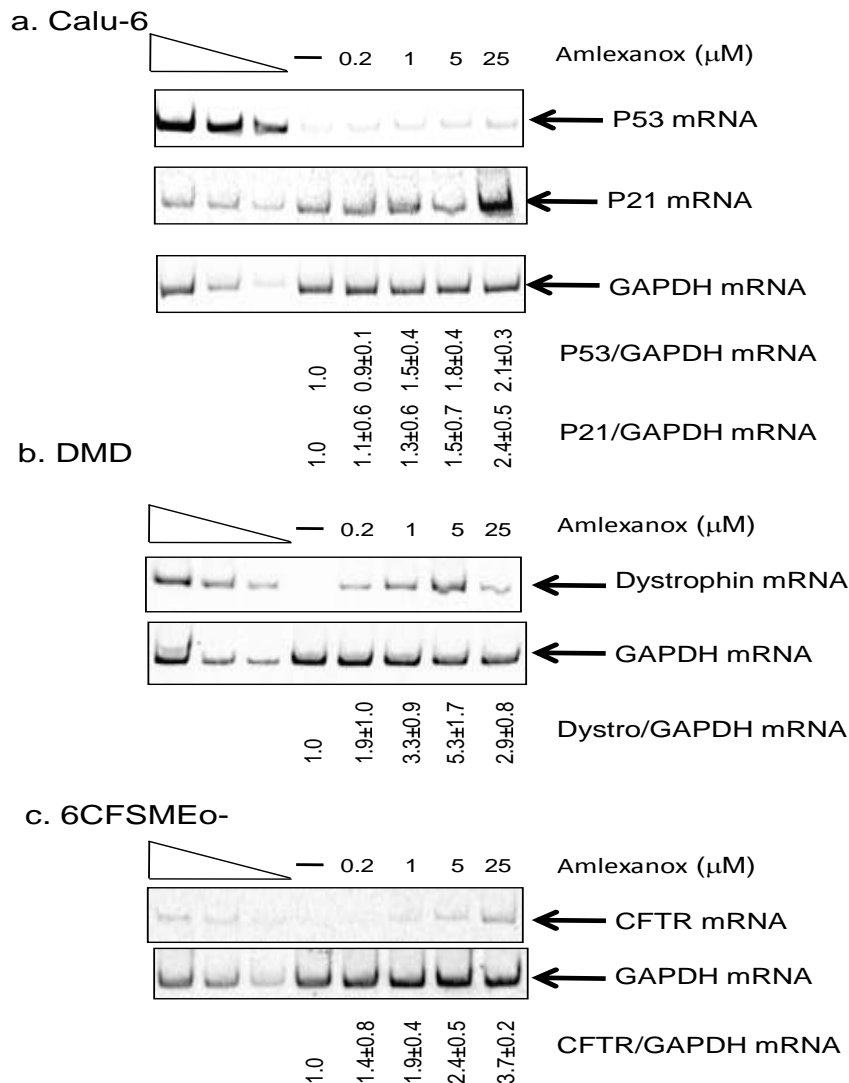 a. Calu-6
— 0.2 1 5 25 Amlexanox (μM)
P53 mRNA
P21 mRNA
GAPDH mRNA
1.0 0.9±0.1 1.5±0.4 1.8±0.4 2.1±0.3 P53/GAPDH mRNA
1.0 1.1±0.6 1.3±0.6 1.5±0.7 2.4±0.5 P21/GAPDH mRNA
b. DMD
— 0.2 1 5 25 Amlexanox (μM)
Dystrophin mRNA
GAPDH mRNA
1.0 1.9±1.0 3.3±0.9 5.3±1.7 2.9±0.8 Dystro/GAPDH mRNA
c. 6CFSMEo-
— 0.2 1 5 25 Amlexanox (μM)
CFTR mRNA
GAPDH mRNA
1.0 1.4±0.8 1.9±0.4 2.4±0.5 3.7±0.2 CFTR/GAPDH mRNA